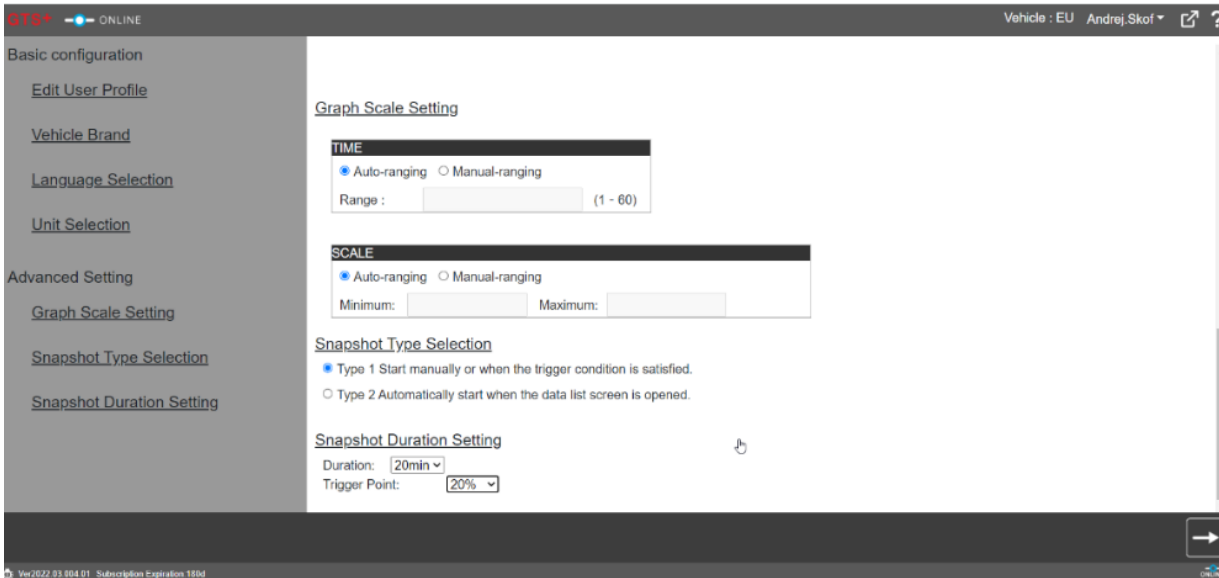 GTS+ ONLINE Vehicle : EU Andrej.Skof ?
Basic configuration
Edit User Profile
Vehicle Brand
Language Selection
Unit Selection
Advanced Setting
Graph Scale Setting
Snapshot Type Selection
Snapshot Duration Setting
Graph Scale Setting
TIME
Auto-ranging Manual-ranging
Range : (1 - 60)
SCALE
Auto-ranging Manual-ranging
Minimum: Maximum:
Snapshot Type Selection
Type 1 Start manually or when the trigger condition is satisfied.
Type 2 Automatically start when the data list screen is opened.
Snapshot Duration Setting
Duration: 20min
Trigger Point: 20%
Ver2022.03.004.01 Subscription Expiration 180d